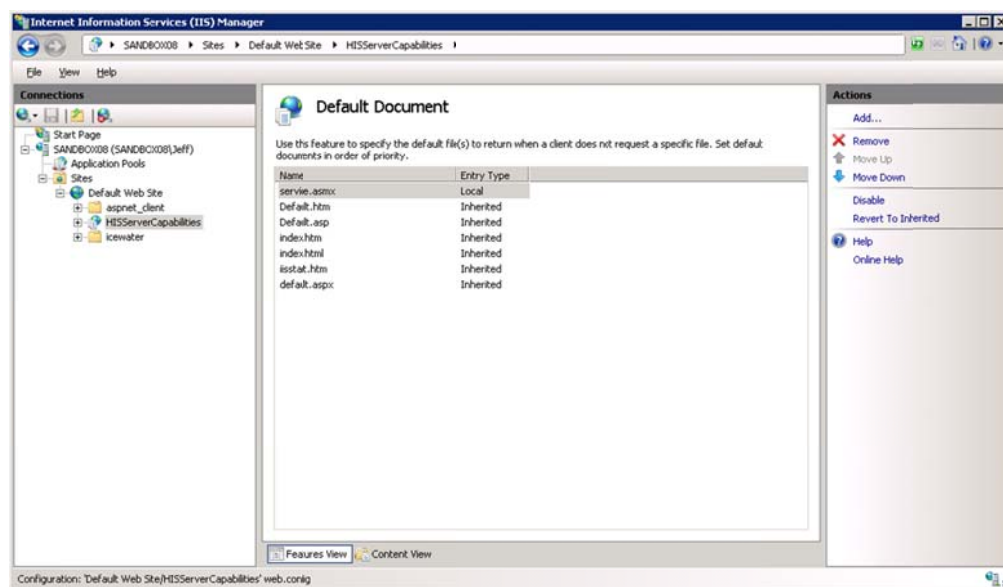 Internet Information Services (IIS) Manager
SANDBOX08 Sites Default Web Site HISServerCapabilities
File View Help
Connections
Start Page
SANDBOX08 (SANDBOX08\Jeff)
Application Pools
Sites
Default Web Site
aspnet_client
HISServerCapabilities
icewater
Default Document
Use ths feature to specify the default file(s) to return when a client does not request a specific file. Set default
documents in order of priority.
Name Entry Type
servie.asmx Local
Default.htm Inherited
Default.asp Inherited
index.htm Inherited
index.html Inherited
iisstat.htm Inherited
default.aspx Inherited
Feaures View Content View
Actions
Add...
Remove
Move Up
Move Down
Disable
Revert To Inherited
Help
Online Help
Configuration: 'Default Web Ste/HISServerCapabilities' web.conig